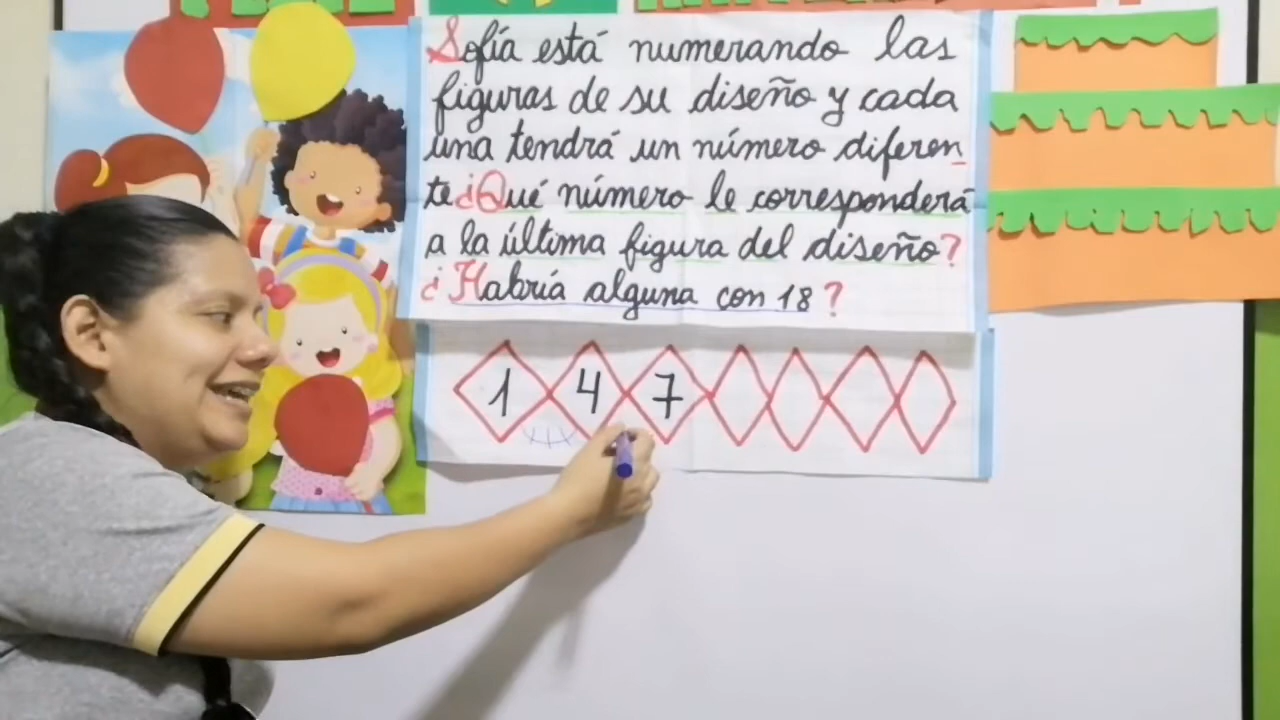 Sofía está numerando las
figuras de su diseño y cada
una tendrá un número diferen_
te ¿Qué número le corresponderá
a la última figura del diseño?
¿Habría alguna con 18?
1 4 7